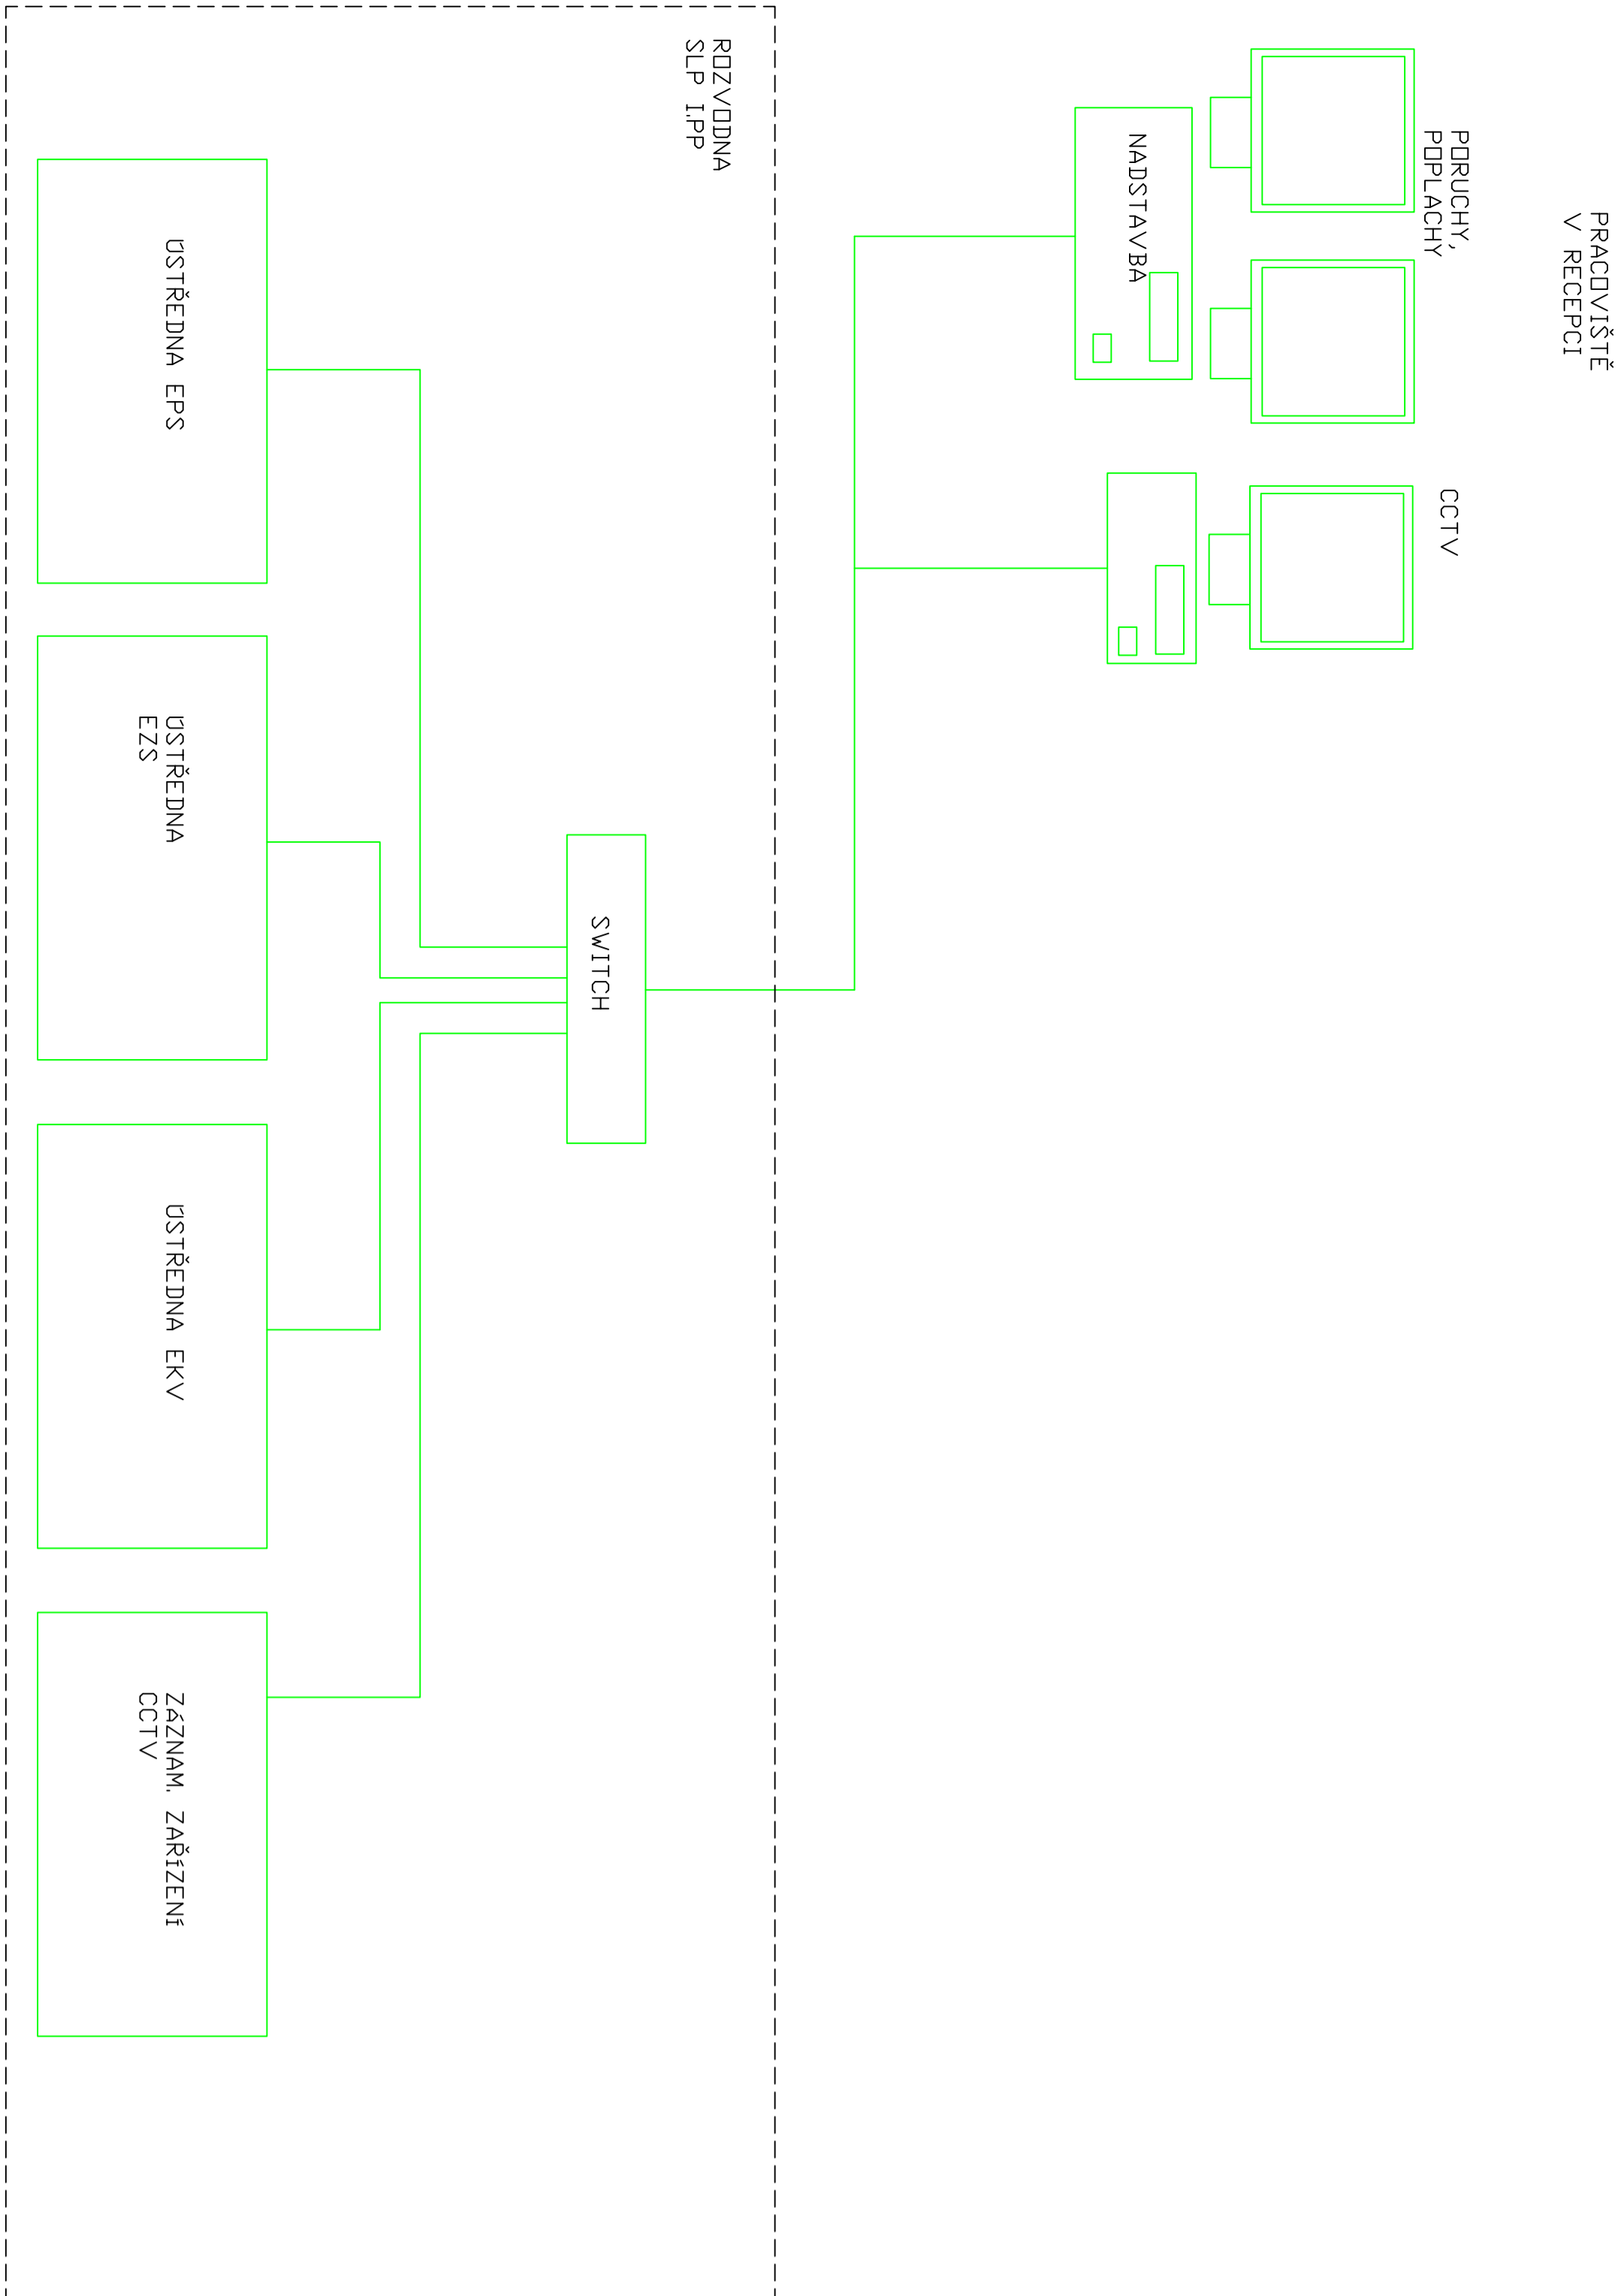 PRACOVIŠTĚ
V RECEPCI
PORUCHY,
POPLACHY
CCTV
NADSTAVBA
ROZVODNA
SLP I.PP
SWITCH
ÚSTŘEDNA EPS
ÚSTŘEDNA
EZS
ÚSTŘEDNA EKV
ZÁZNAM. ZAŘÍZENÍ
CCTV